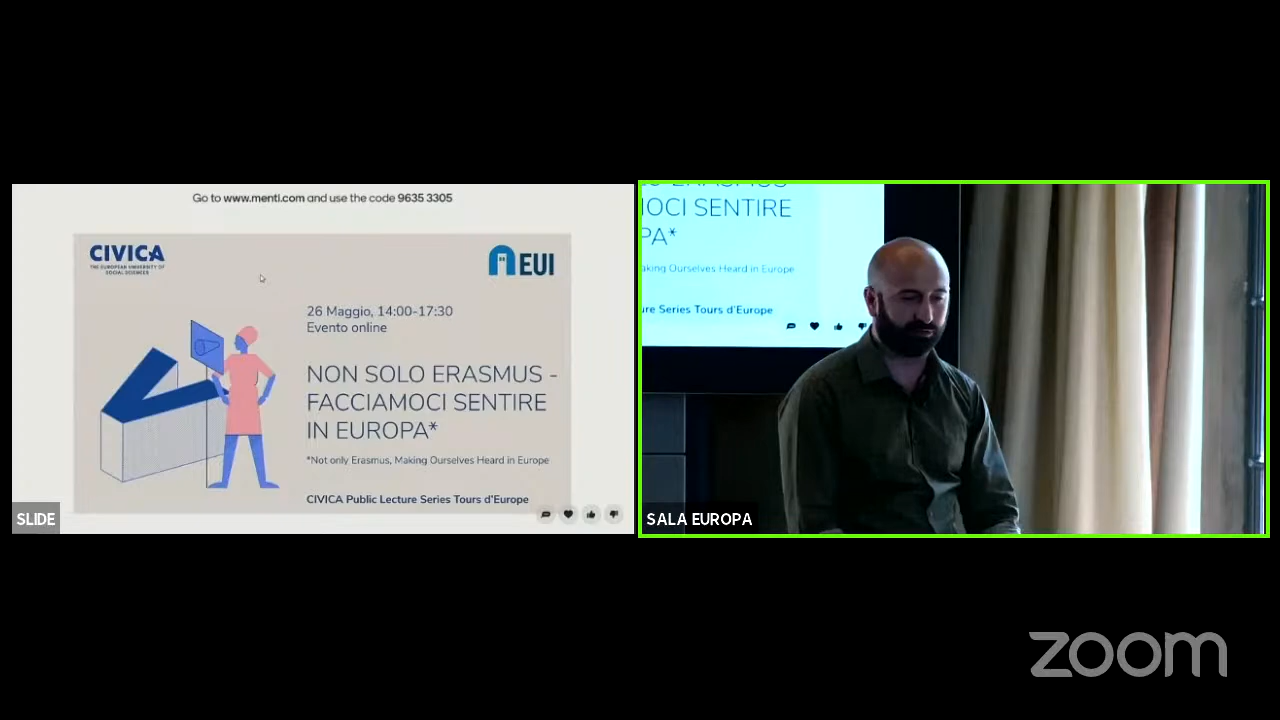 Go to www.menti.com and use the code 9635 3305
CIVICA
THE EUROPEAN UNIVERSITY OF
SOCIAL SCIENCES
EUI
26 Maggio, 14:00-17:30
Evento online
NON SOLO ERASMUS -
FACCIAMOCI SENTIRE
IN EUROPA*
*Not only Erasmus, Making Ourselves Heard in Europe
CIVICA Public Lecture Series Tours d'Europe
SLIDE
ERASMUS
OCI SENTIRE
PA*
aking Ourselves Heard in Europe
ure Series Tours d'Europe
SALA EUROPA
zoom